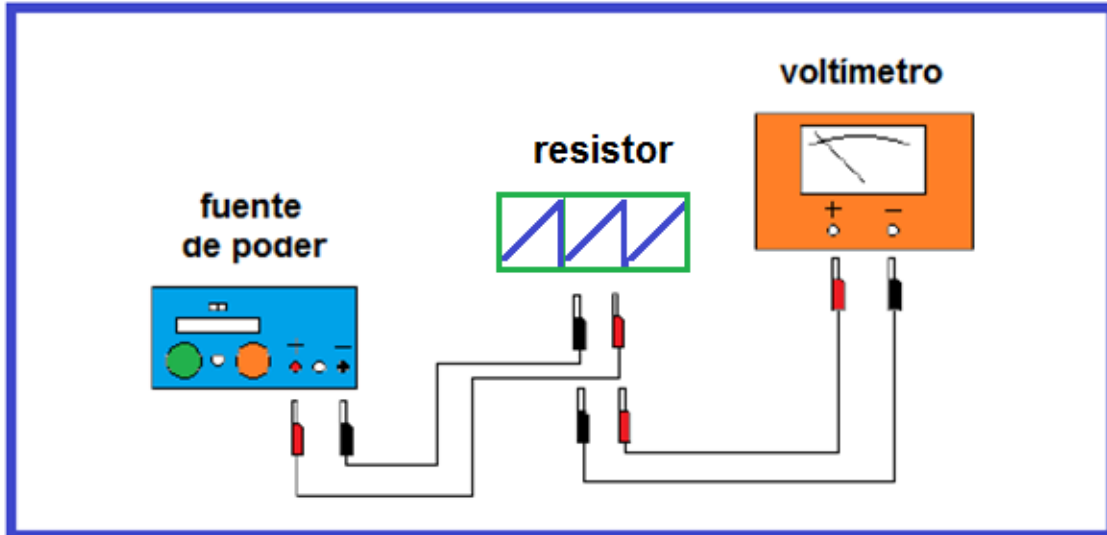 voltímetro
resistor
fuente
de poder
+ −